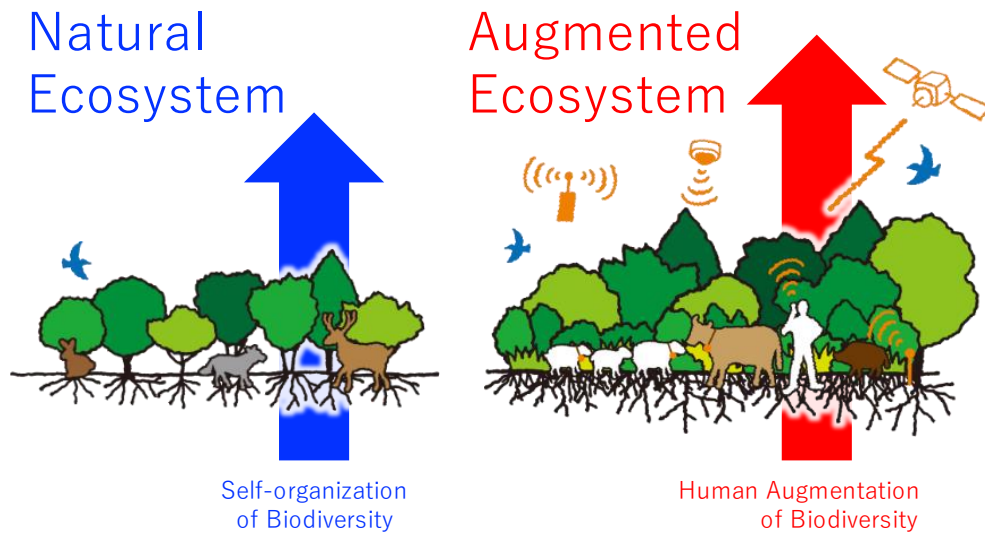 Natural
Ecosystem
Augmented
Ecosystem
Self-organization
of Biodiversity
Human Augmentation
of Biodiversity